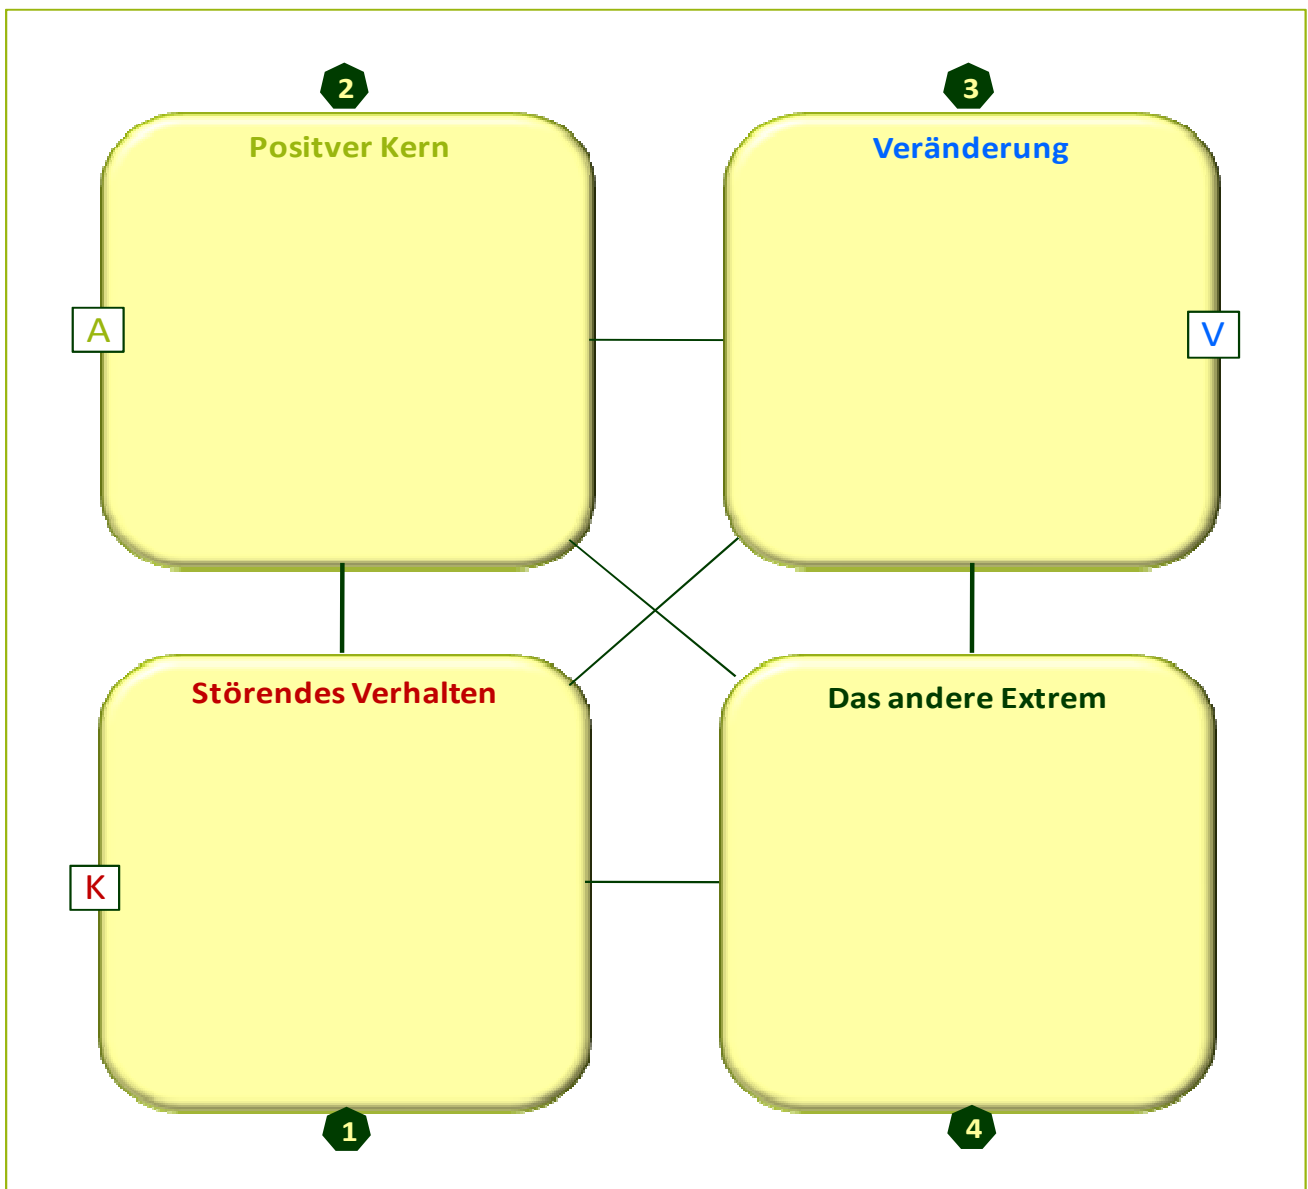 2
3
Positver Kern
Veränderung
A
V
Störendes Verhalten
Das andere Extrem
K
1
4